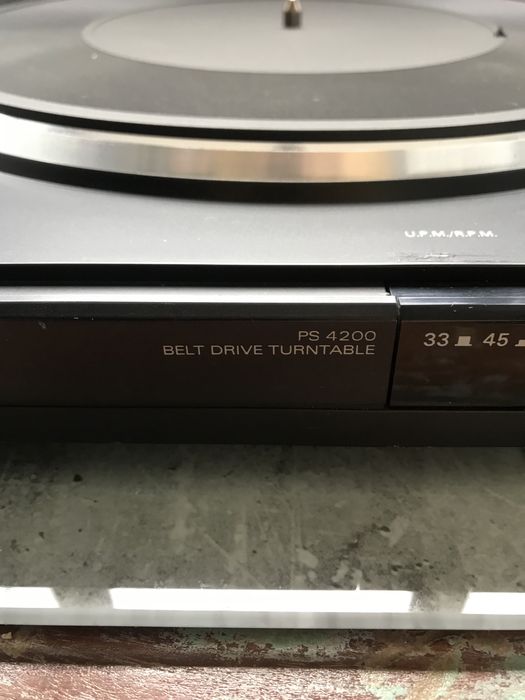 U.P.M./R.P.M.
PS 4200
BELT DRIVE TURNTABLE
33 45